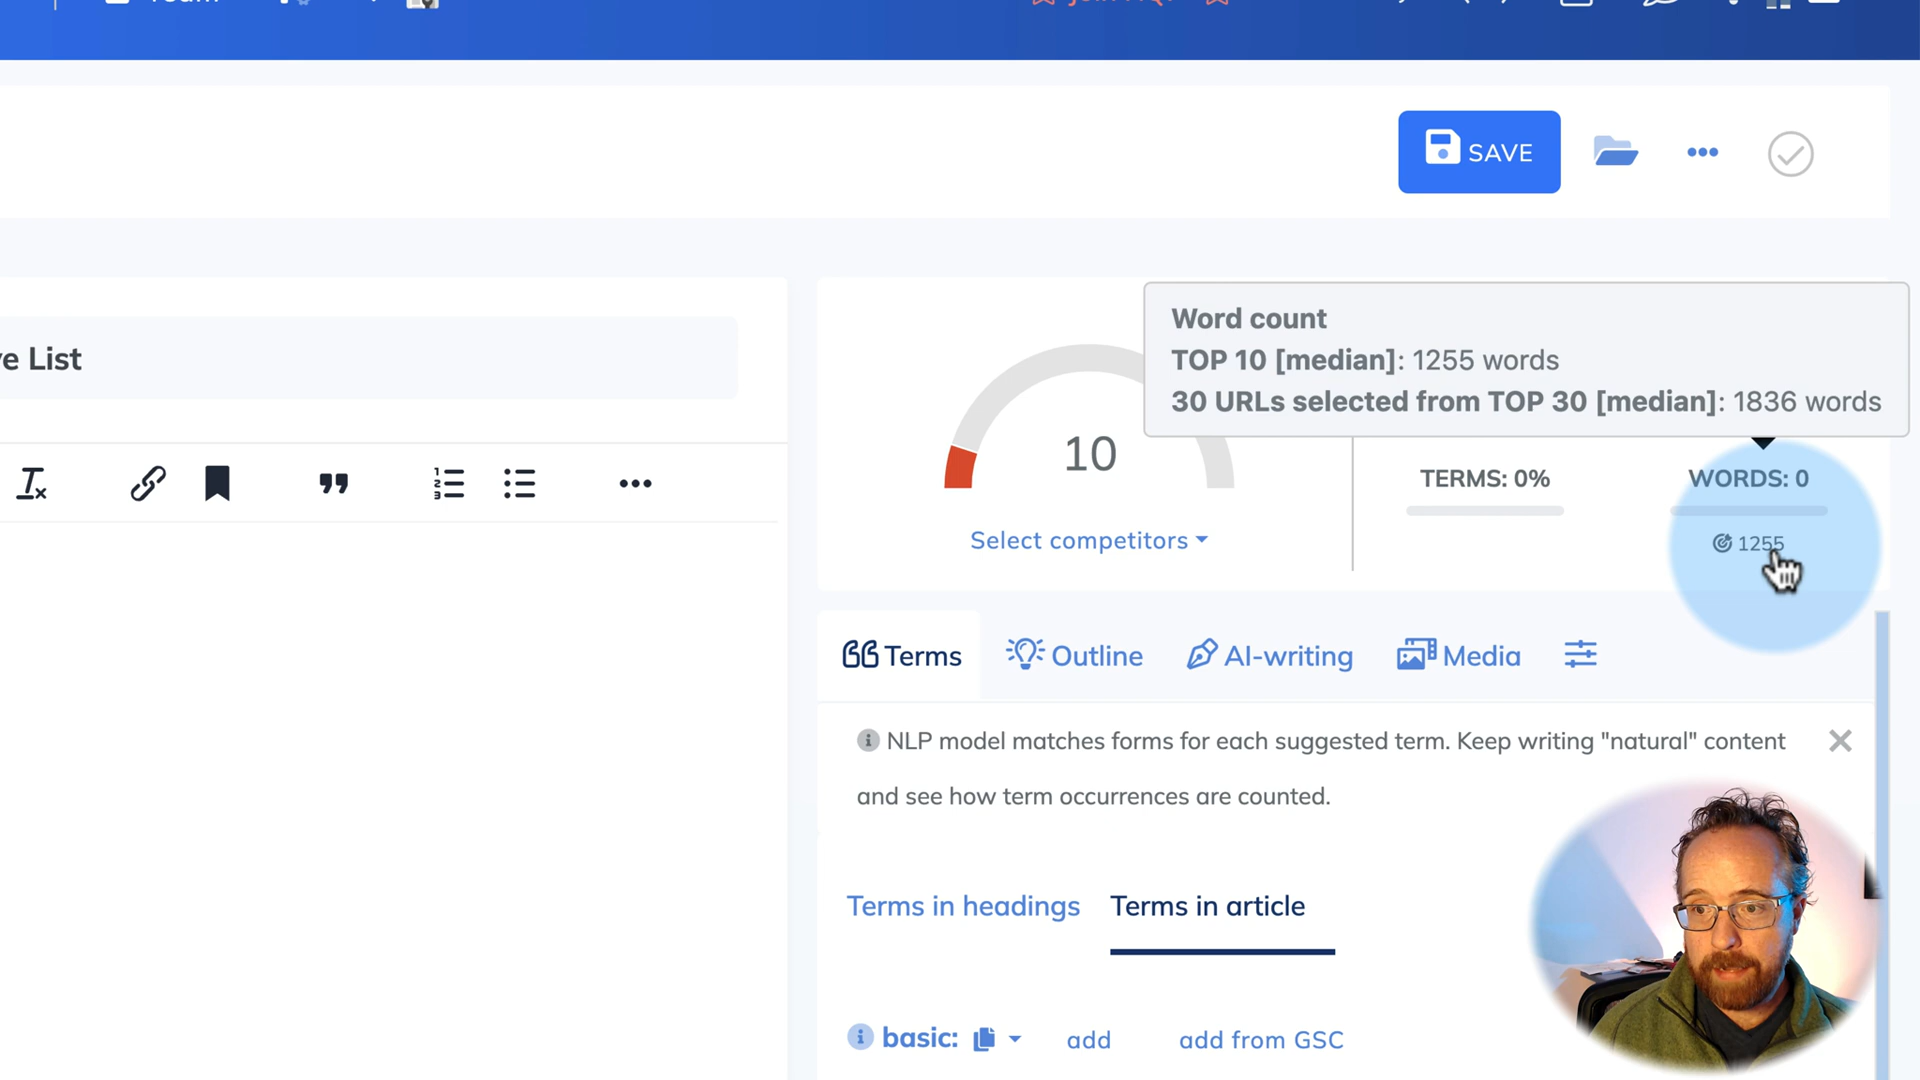 SAVE
Word count
TOP 10 [median]: 1255 words
30 URLs selected from TOP 30 [median]: 1836 words
e List
10
TERMS: 0%
WORDS: 0
Select competitors
1255
Terms
Outline
AI-writing
Media
NLP model matches forms for each suggested term. Keep writing "natural" content
and see how term occurrences are counted.
Terms in headings
Terms in article
basic:
add
add from GSC